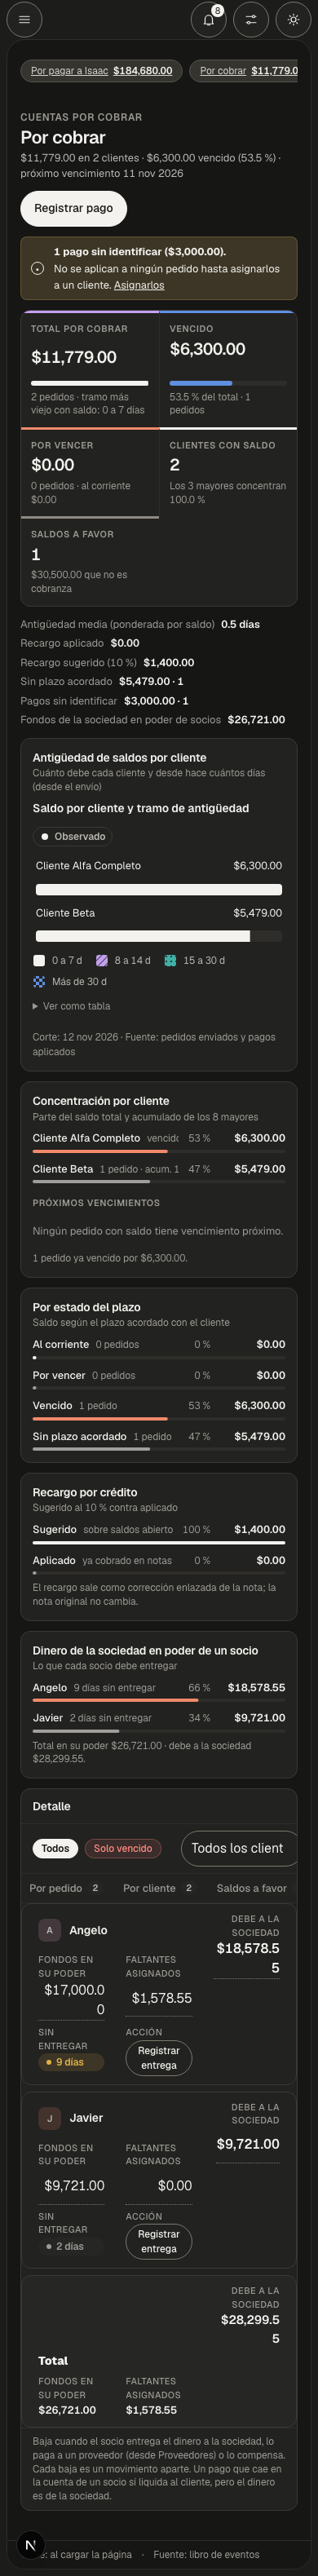 8
Por pagar a Isaac $184,680.00 Por cobrar $11,779.0
CUENTAS POR COBRAR
Por cobrar
$11,779.00 en 2 clientes · $6,300.00 vencido (53.5 %) ·
próximo vencimiento 11 nov 2026
Registrar pago
1 pago sin identificar ($3,000.00).
No se aplican a ningún pedido hasta asignarlos
a un cliente. Asignarlos
TOTAL POR COBRAR
$11,779.00
2 pedidos · tramo más
viejo con saldo: 0 a 7 días
VENCIDO
$6,300.00
53.5 % del total · 1
pedidos
POR VENCER
$0.00
0 pedidos · al corriente
$0.00
CLIENTES CON SALDO
2
Los 3 mayores concentran
100.0 %
SALDOS A FAVOR
1
$30,500.00 que no es
cobranza
Antigüedad media (ponderada por saldo) 0.5 días
Recargo aplicado $0.00
Recargo sugerido (10 %) $1,400.00
Sin plazo acordado $5,479.00 · 1
Pagos sin identificar $3,000.00 · 1
Fondos de la sociedad en poder de socios $26,721.00
Antigüedad de saldos por cliente
Cuánto debe cada cliente y desde hace cuántos días
(desde el envío)
Saldo por cliente y tramo de antigüedad
Observado
Cliente Alfa Completo $6,300.00
Cliente Beta $5,479.00
0 a 7 d 8 a 14 d 15 a 30 d
Más de 30 d
Ver como tabla
Corte: 12 nov 2026 · Fuente: pedidos enviados y pagos
aplicados
Concentración por cliente
Parte del saldo total y acumulado de los 8 mayores
Cliente Alfa Completo 53 % $6,300.00
Cliente Beta 1 pedido · acum. 1 47 % $5,479.00
PRÓXIMOS VENCIMIENTOS
Ningún pedido con saldo tiene vencimiento próximo.
1 pedido ya vencido por $6,300.00.
Por estado del plazo
Saldo según el plazo acordado con el cliente
Al corriente 0 pedidos 0 % $0.00
Por vencer 0 pedidos 0 % $0.00
Vencido 1 pedido 53 % $6,300.00
Sin plazo acordado 1 pedido 47 % $5,479.00
Recargo por crédito
Sugerido al 10 % contra aplicado
Sugerido sobre saldos abierto 100 % $1,400.00
Aplicado ya cobrado en notas 0 % $0.00
El recargo sale como corrección enlazada de la nota; la
nota original no cambia.
Dinero de la sociedad en poder de un socio
Lo que cada socio debe entregar
Angelo 9 días sin entregar 66 % $18,578.55
Javier 2 días sin entregar 34 % $9,721.00
Total en su poder $26,721.00 · debe a la sociedad
$28,299.55.
Detalle
Todos Solo vencido Todos los client
Por pedido 2 Por cliente 2 Saldos a favor
A Angelo
DEBE A LA
SOCIEDAD
$18,578.5
5
FONDOS EN
SU PODER
$17,000.0
0
FALTANTES
ASIGNADOS
$1,578.55
SIN
ENTREGAR
9 días
ACCIÓN
Registrar
entrega
J Javier
DEBE A LA
SOCIEDAD
$9,721.00
FONDOS EN
SU PODER
$9,721.00
FALTANTES
ASIGNADOS
$0.00
SIN
ENTREGAR
2 días
ACCIÓN
Registrar
entrega
DEBE A LA
SOCIEDAD
$28,299.5
5
Total
FONDOS EN
SU PODER
$26,721.00
FALTANTES
ASIGNADOS
$1,578.55
Baja cuando el socio entrega el dinero a la sociedad, lo
paga a un proveedor (desde Proveedores) o lo compensa.
Cada baja es un movimiento aparte. Un pago que cae en
la cuenta de un socio sí liquida al cliente, pero el dinero
es de la sociedad.
N
al cargar la página · Fuente: libro de eventos